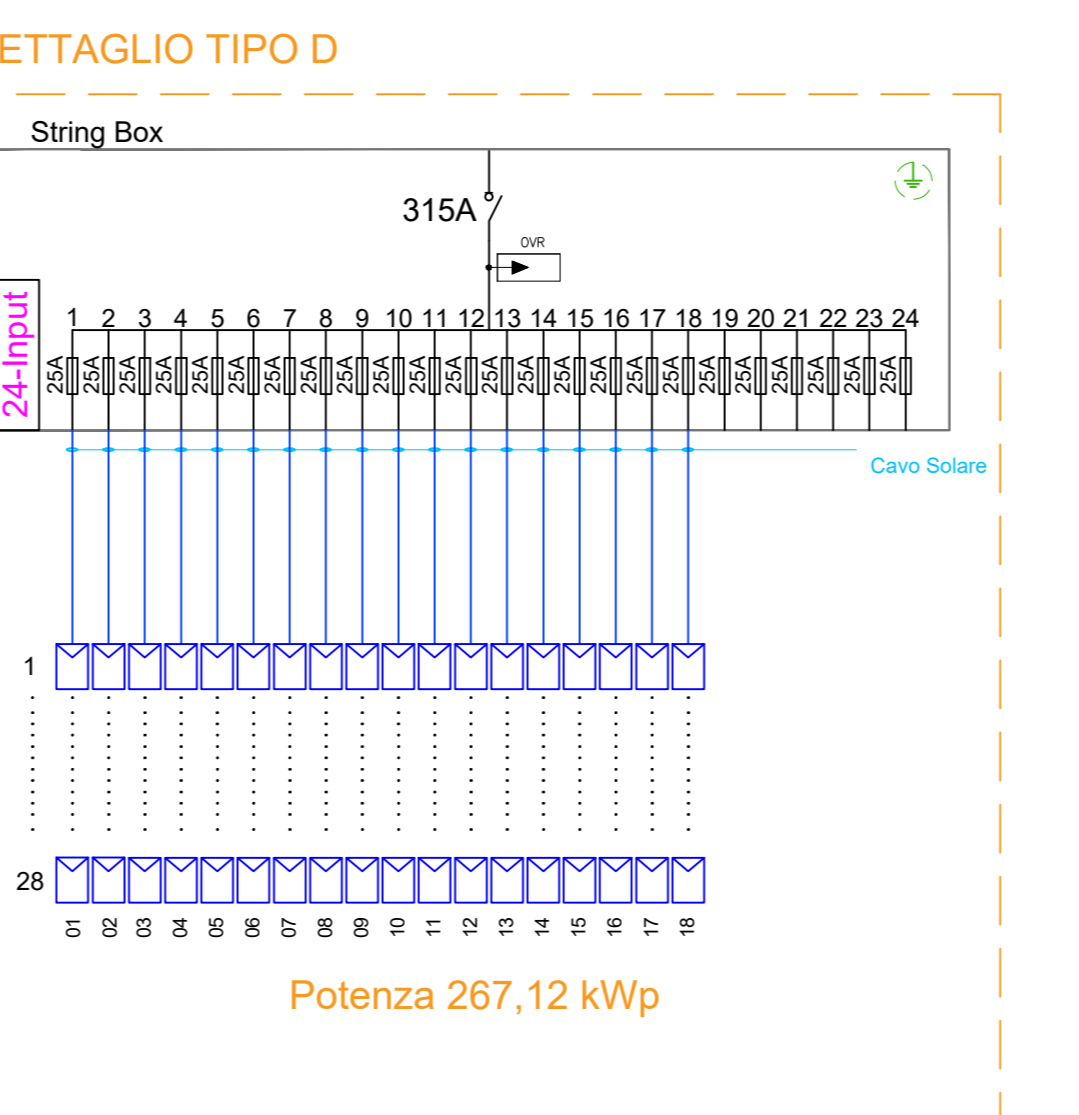 ETTAGLIO TIPO D
String Box
315A
OVR
24-Input
1 2 3 4 5 6 7 8 9 10 11 12 13 14 15 16 17 18 19 20 21 22 23 24
25A 25A 25A 25A 25A 25A 25A 25A 25A 25A 25A 25A 25A 25A 25A 25A 25A 25A 25A 25A 25A 25A 25A 25A
Cavo Solare
1
28
01 02 03 04 05 06 07 08 09 10 11 12 13 14 15 16 17 18
Potenza 267,12 kWp